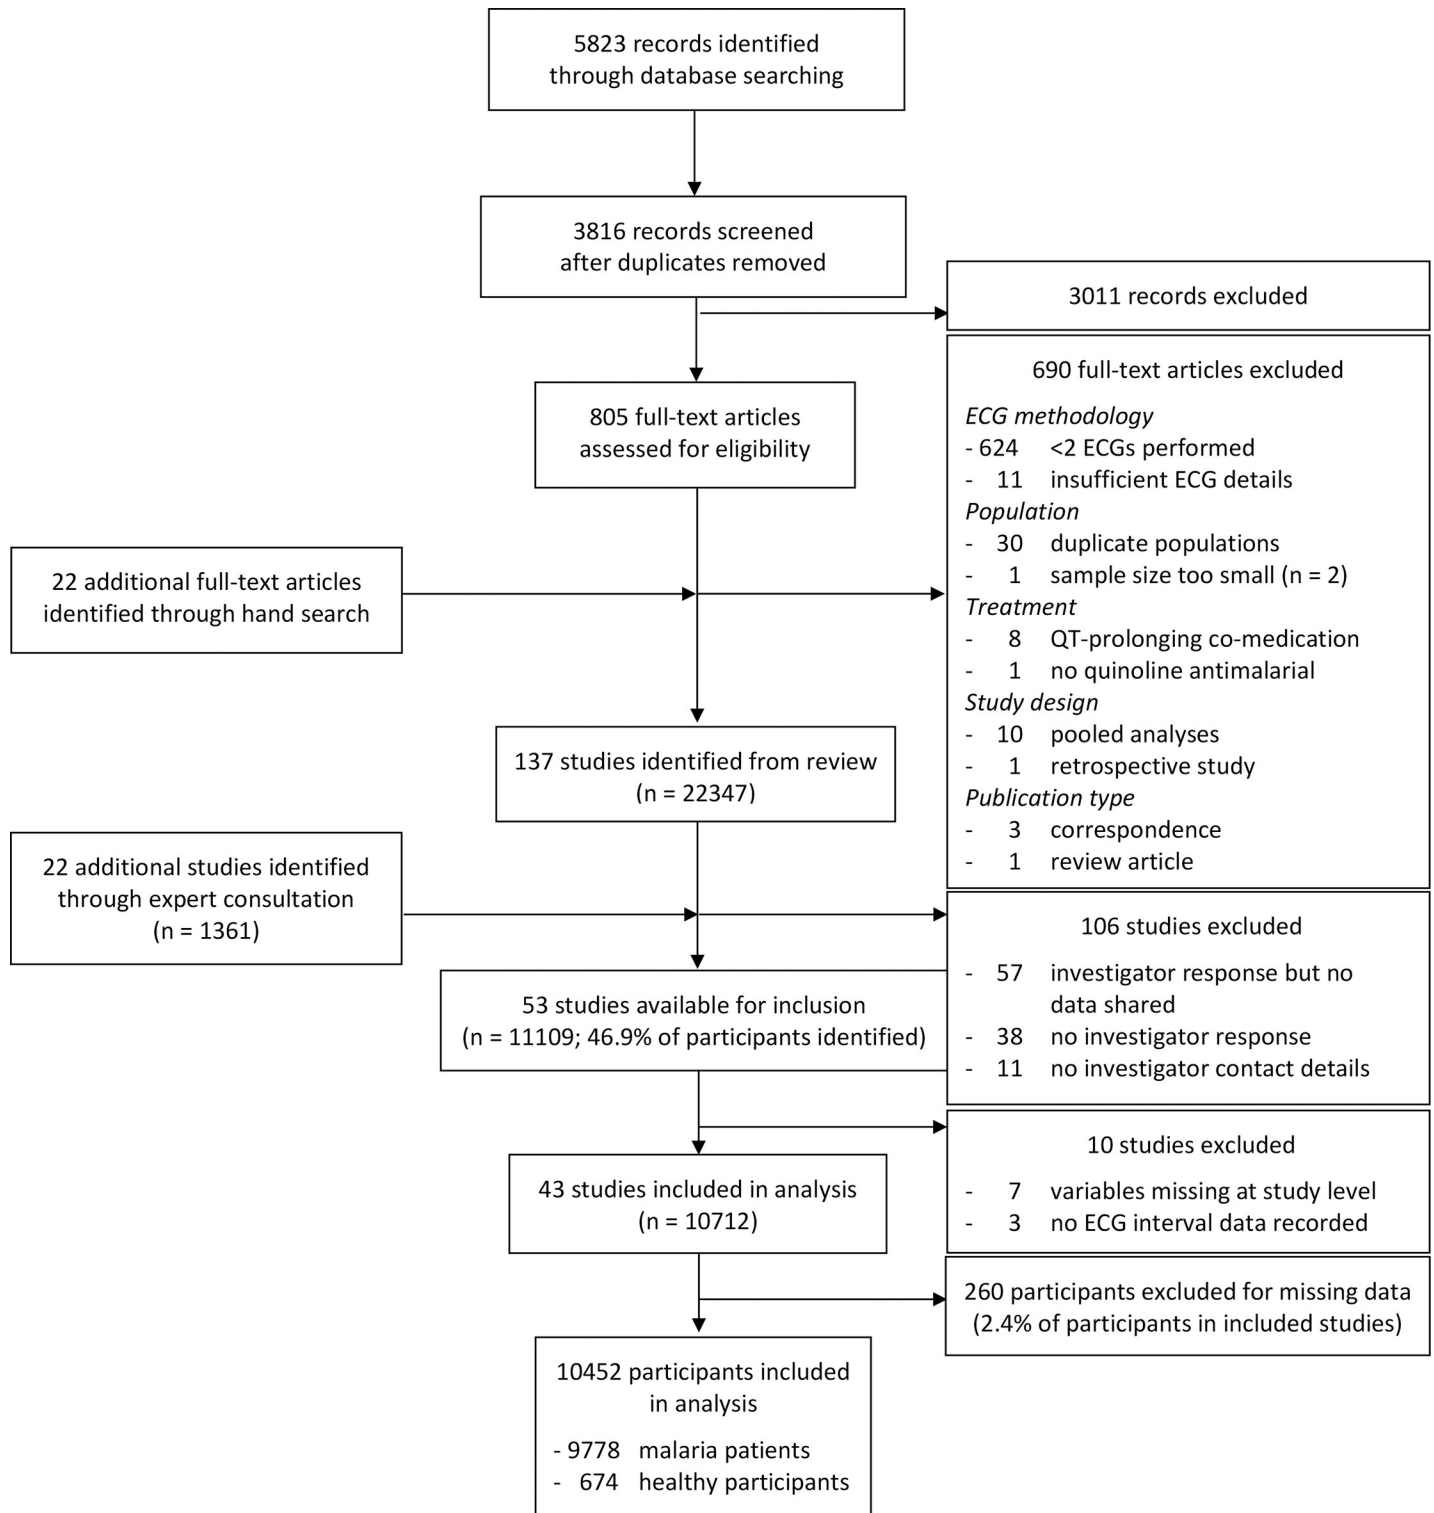 5823 records identified
through database searching
3816 records screened
after duplicates removed
3011 records excluded
805 full-text articles
assessed for eligibility
690 full-text articles excluded
ECG methodology
- 624 <2 ECGs performed
- 11 insufficient ECG details
Population
- 30 duplicate populations
- 1 sample size too small (n = 2)
Treatment
- 8 QT-prolonging co-medication
- 1 no quinoline antimalarial
Study design
- 10 pooled analyses
- 1 retrospective study
Publication type
- 3 correspondence
- 1 review article
22 additional full-text articles
identified through hand search
137 studies identified from review
(n = 22347)
22 additional studies identified
through expert consultation
(n = 1361)
106 studies excluded
- 57 investigator response but no
data shared
- 38 no investigator response
- 11 no investigator contact details
53 studies available for inclusion
(n = 11109; 46.9% of participants identified)
10 studies excluded
- 7 variables missing at study level
- 3 no ECG interval data recorded
43 studies included in analysis
(n = 10712)
260 participants excluded for missing data
(2.4% of participants in included studies)
10452 participants included
in analysis
- 9778 malaria patients
- 674 healthy participants